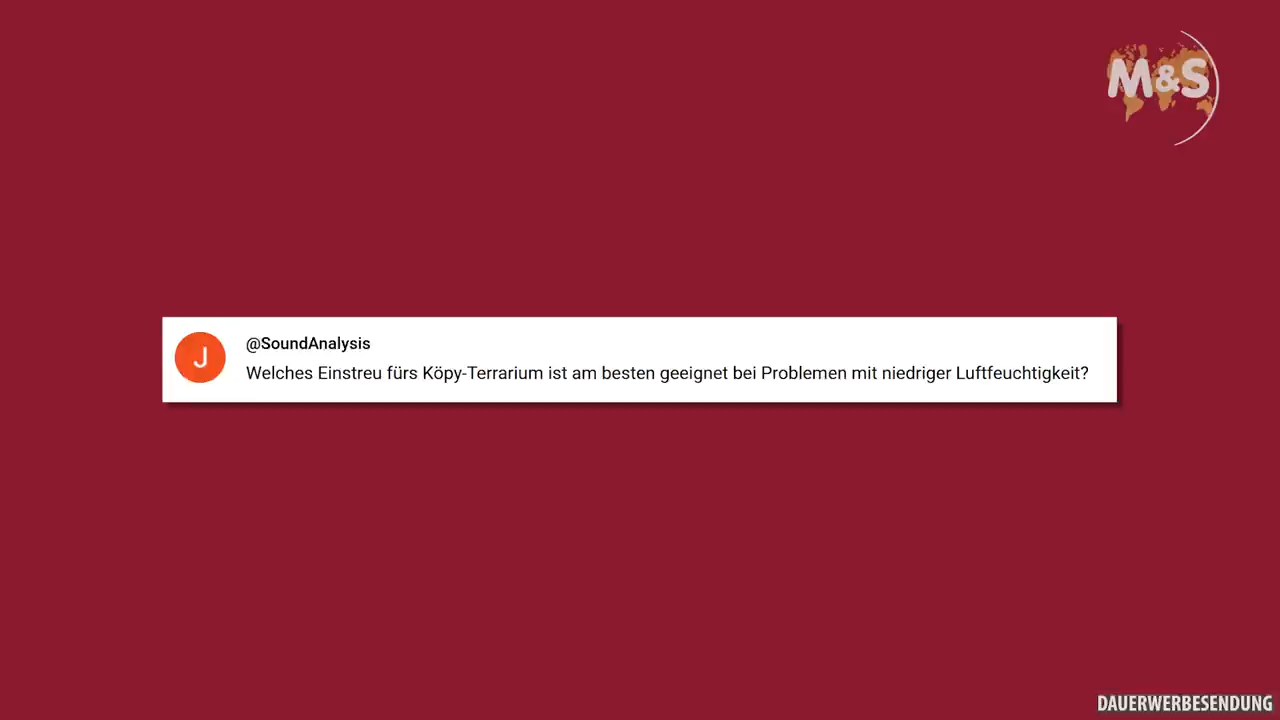 M&S
@SoundAnalysis
J
Welches Einstreu fürs Köpy-Terrarium ist am besten geeignet bei Problemen mit niedriger Luftfeuchtigkeit?
DAUERWERBESENDUNG